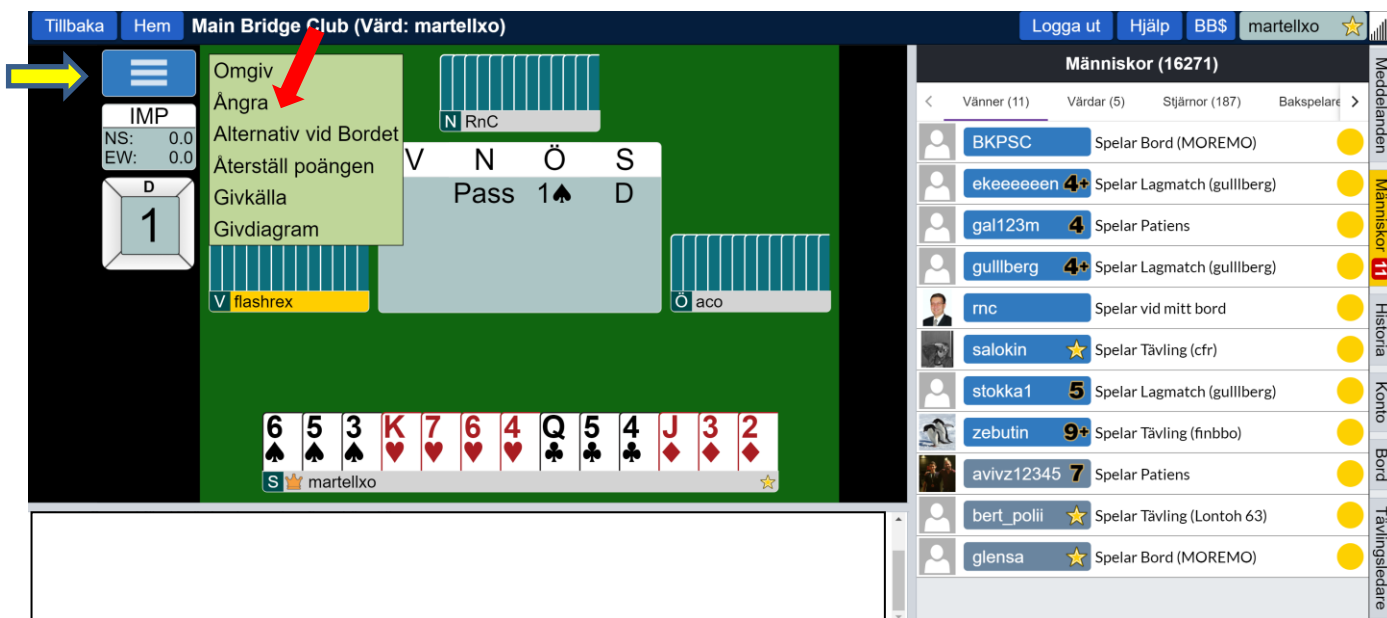 Tillbaka Hem Main Bridge Club (Värd: martellxo) Logga ut Hjälp BB$ martellxo
IMP
NS: 0.0
EW: 0.0
D
1
Omgiv
Ångra
Alternativ vid Bordet
Återställ poängen
Givkälla
Givdiagram
N RnC
V N Ö S
Pass 1♠ D
V flashrex
Ö aco
6♠ 5♠ 3♠ K♥ 7♥ 6♥ 4♥ Q♣ 5♣ 4♣ J♦ 3♦ 2♦
S martellxo
Människor (16271)
Vänner (11) Värdar (5) Stjärnor (187) Bakspelare
BKPSC Spelar Bord (MOREMO)
ekeeeeeen 4+ Spelar Lagmatch (gulllberg)
gal123m 4 Spelar Patiens
gulllberg 4+ Spelar Lagmatch (gulllberg)
rnc Spelar vid mitt bord
salokin Spelar Tävling (cfr)
stokka1 5 Spelar Lagmatch (gulllberg)
zebutin 9+ Spelar Tävling (finbbo)
avivz12345 7 Spelar Patiens
bert_polii Spelar Tävling (Lontoh 63)
glensa Spelar Bord (MOREMO)
Meddelanden
Människor 11
Historia
Konto
Bord
Tävlingsledare